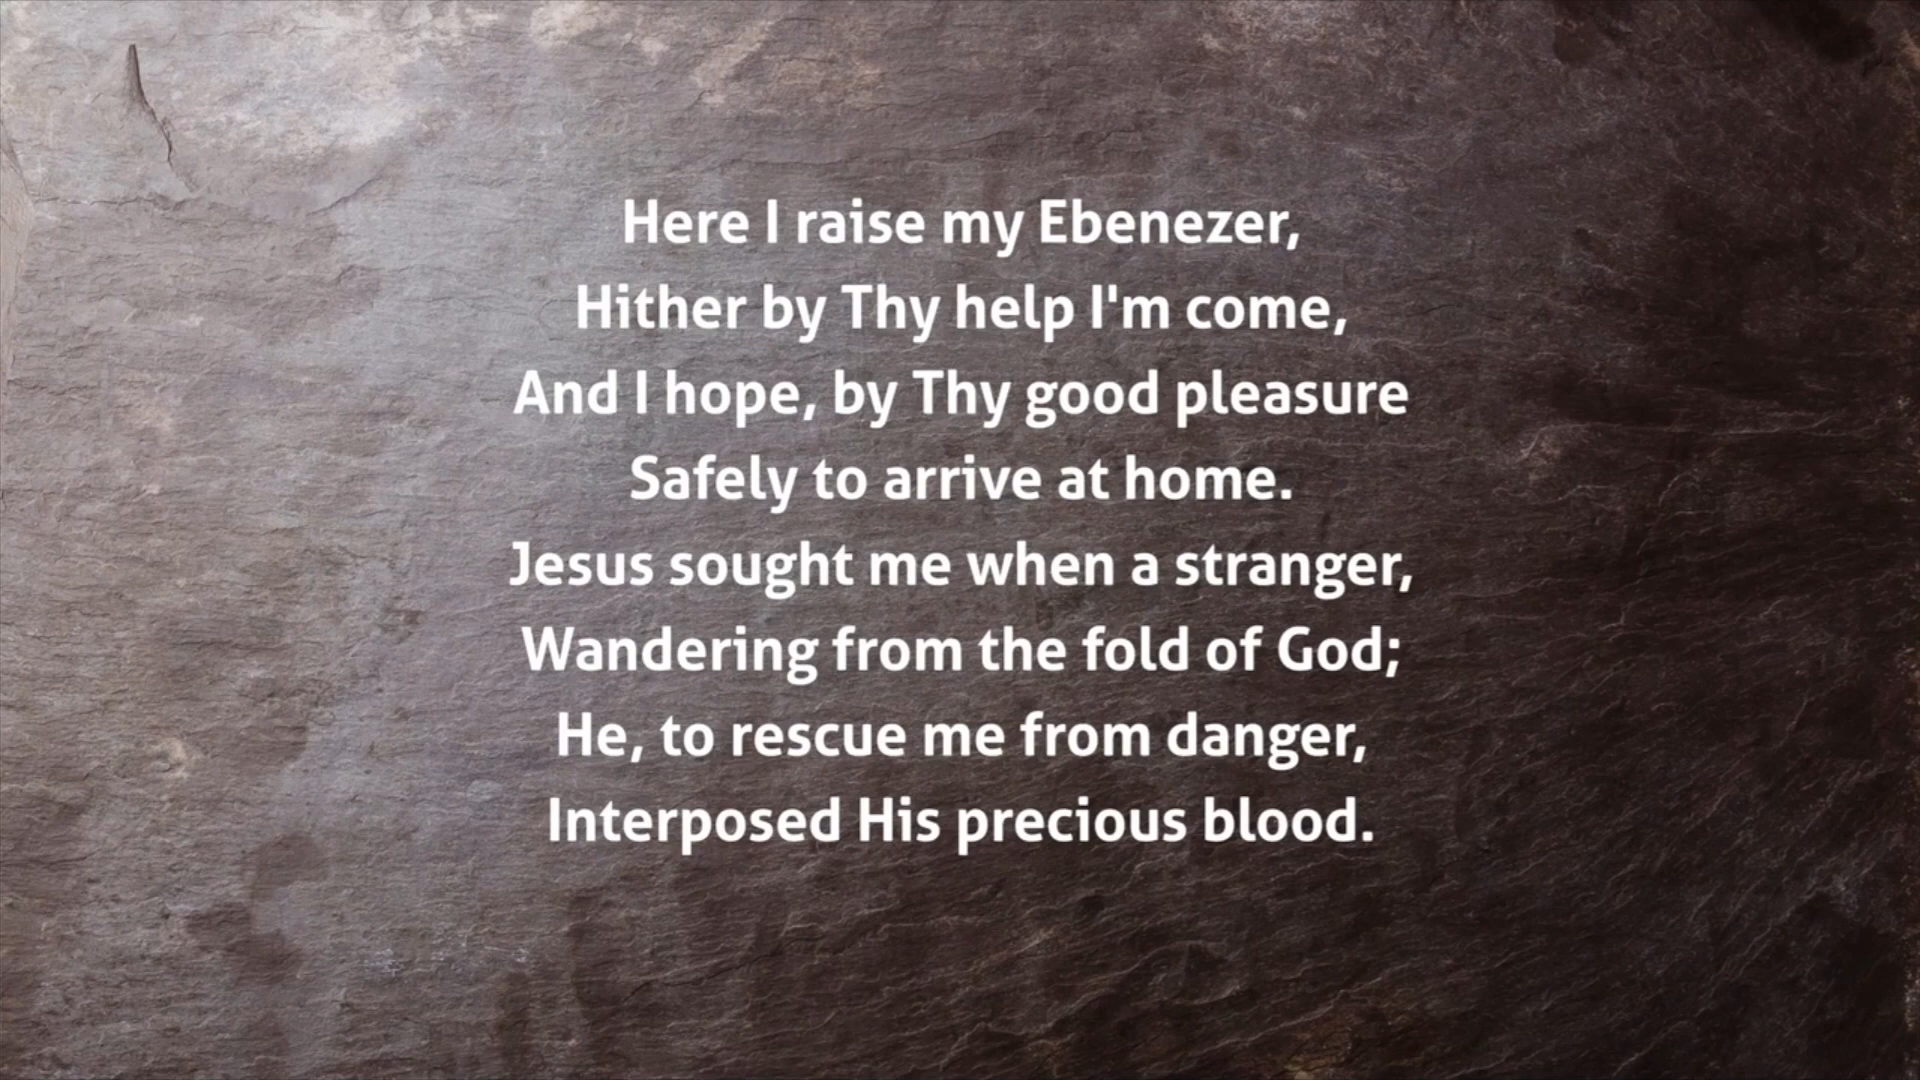 Here I raise my Ebenezer,
Hither by Thy help I'm come,
And I hope, by Thy good pleasure
Safely to arrive at home.
Jesus sought me when a stranger,
Wandering from the fold of God;
He, to rescue me from danger,
Interposed His precious blood.